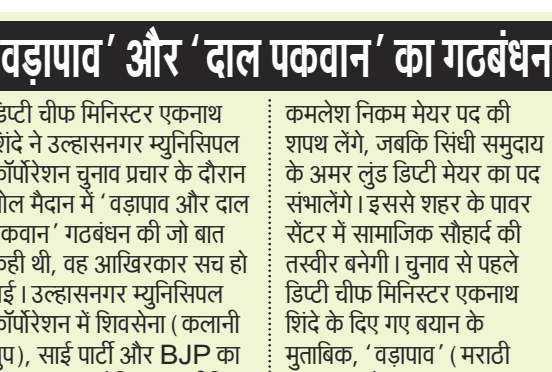 वड़ापाव' और 'दाल पकवान' का गठबंधन
डिप्टी चीफ मिनिस्टर एकनाथ
शिंदे ने उल्हासनगर म्युनिसिपल
कॉर्पोरेशन चुनाव प्रचार के दौरान
गोल मैदान में 'वड़ापाव और दाल
पकवान' गठबंधन की जो बात
कही थी, वह आखिरकार सच हो
गई। उल्हासनगर म्युनिसिपल
कॉर्पोरेशन में शिवसेना (कलानी
ग्रुप), साई पार्टी और BJP का
कमलेश निकम मेयर पद की
शपथ लेंगे, जबकि सिंधी समुदाय
के अमर लुंड डिप्टी मेयर का पद
संभालेंगे। इससे शहर के पावर
सेंटर में सामाजिक सौहार्द की
तस्वीर बनेगी। चुनाव से पहले
डिप्टी चीफ मिनिस्टर एकनाथ
शिंदे के दिए गए बयान के
मुताबिक, 'वड़ापाव' (मराठी